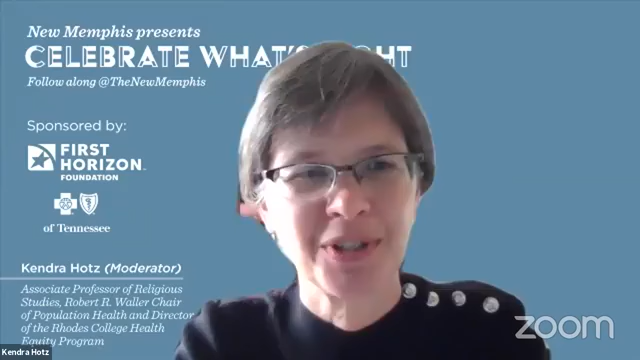 New Memphis presents
CELEBRATE WHAT'S RIGHT
Follow along @TheNewMemphis
Sponsored by:
FIRST
HORIZON
FOUNDATION
of Tennessee
Kendra Hotz (Moderator)
Associate Professor of Religious
Studies, Robert R. Waller Chair
of Population Health and Director
of the Rhodes College Health
Equity Program
Kendra Hotz
zoom